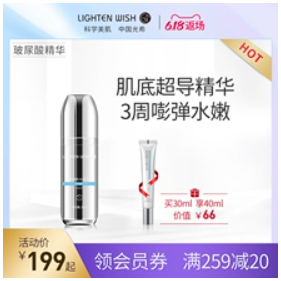 LIGHTEN WISH
科学美肌 中国光希
6.18返场
玻尿酸精华
HOT
肌底超导精华
3周嘭弹水嫩
买30ml 享40ml
价值 ¥66
活动价
¥199起
领会员券 满259减20